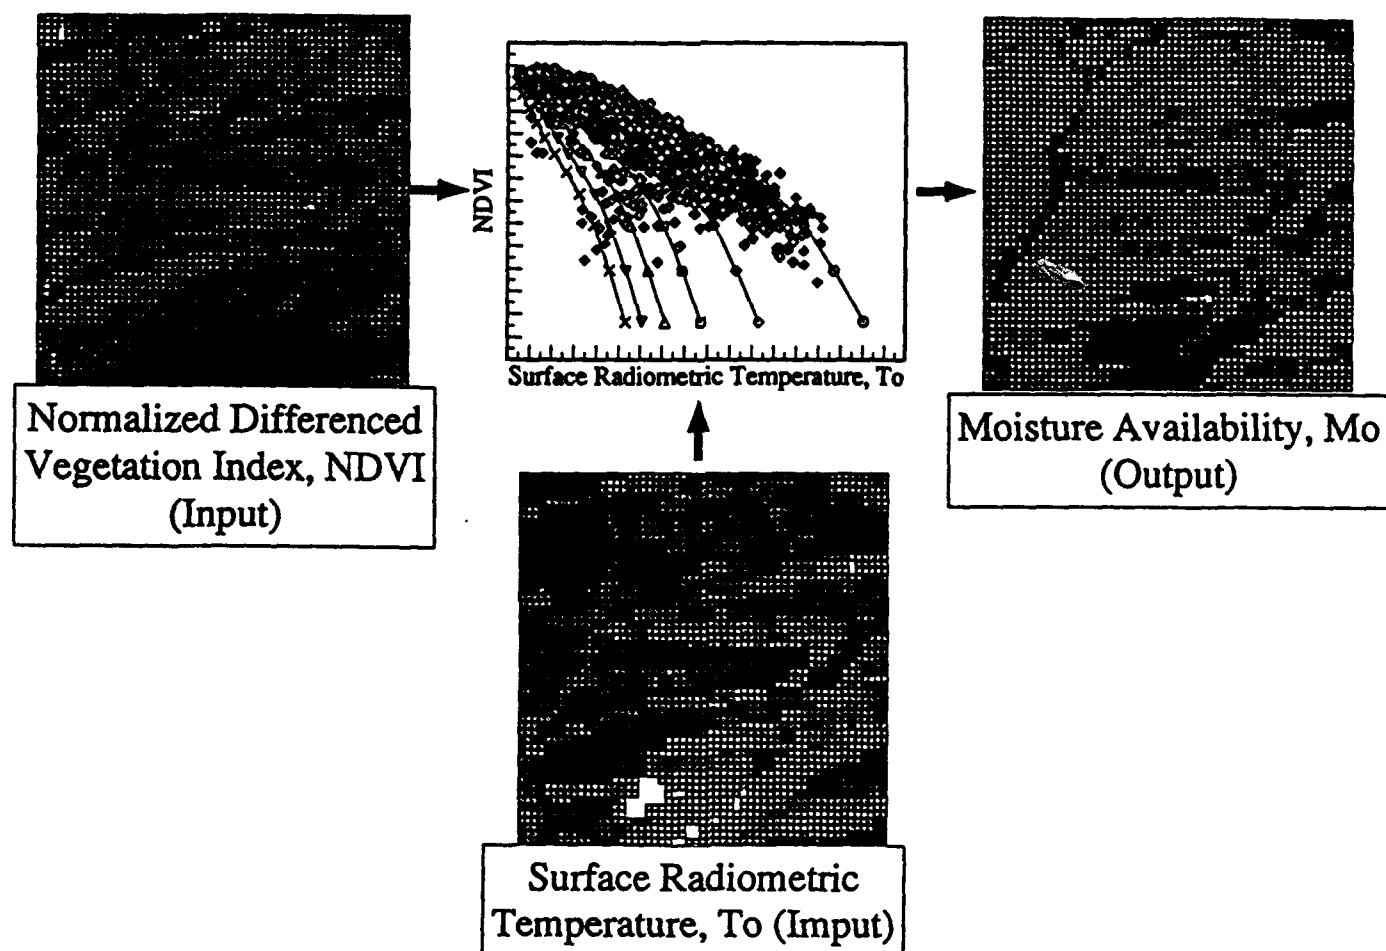 NDVI
Surface Radiometric Temperature, To
Normalized Differenced
Vegetation Index, NDVI
(Input)
Moisture Availability, Mo
(Output)
Surface Radiometric
Temperature, To (Imput)